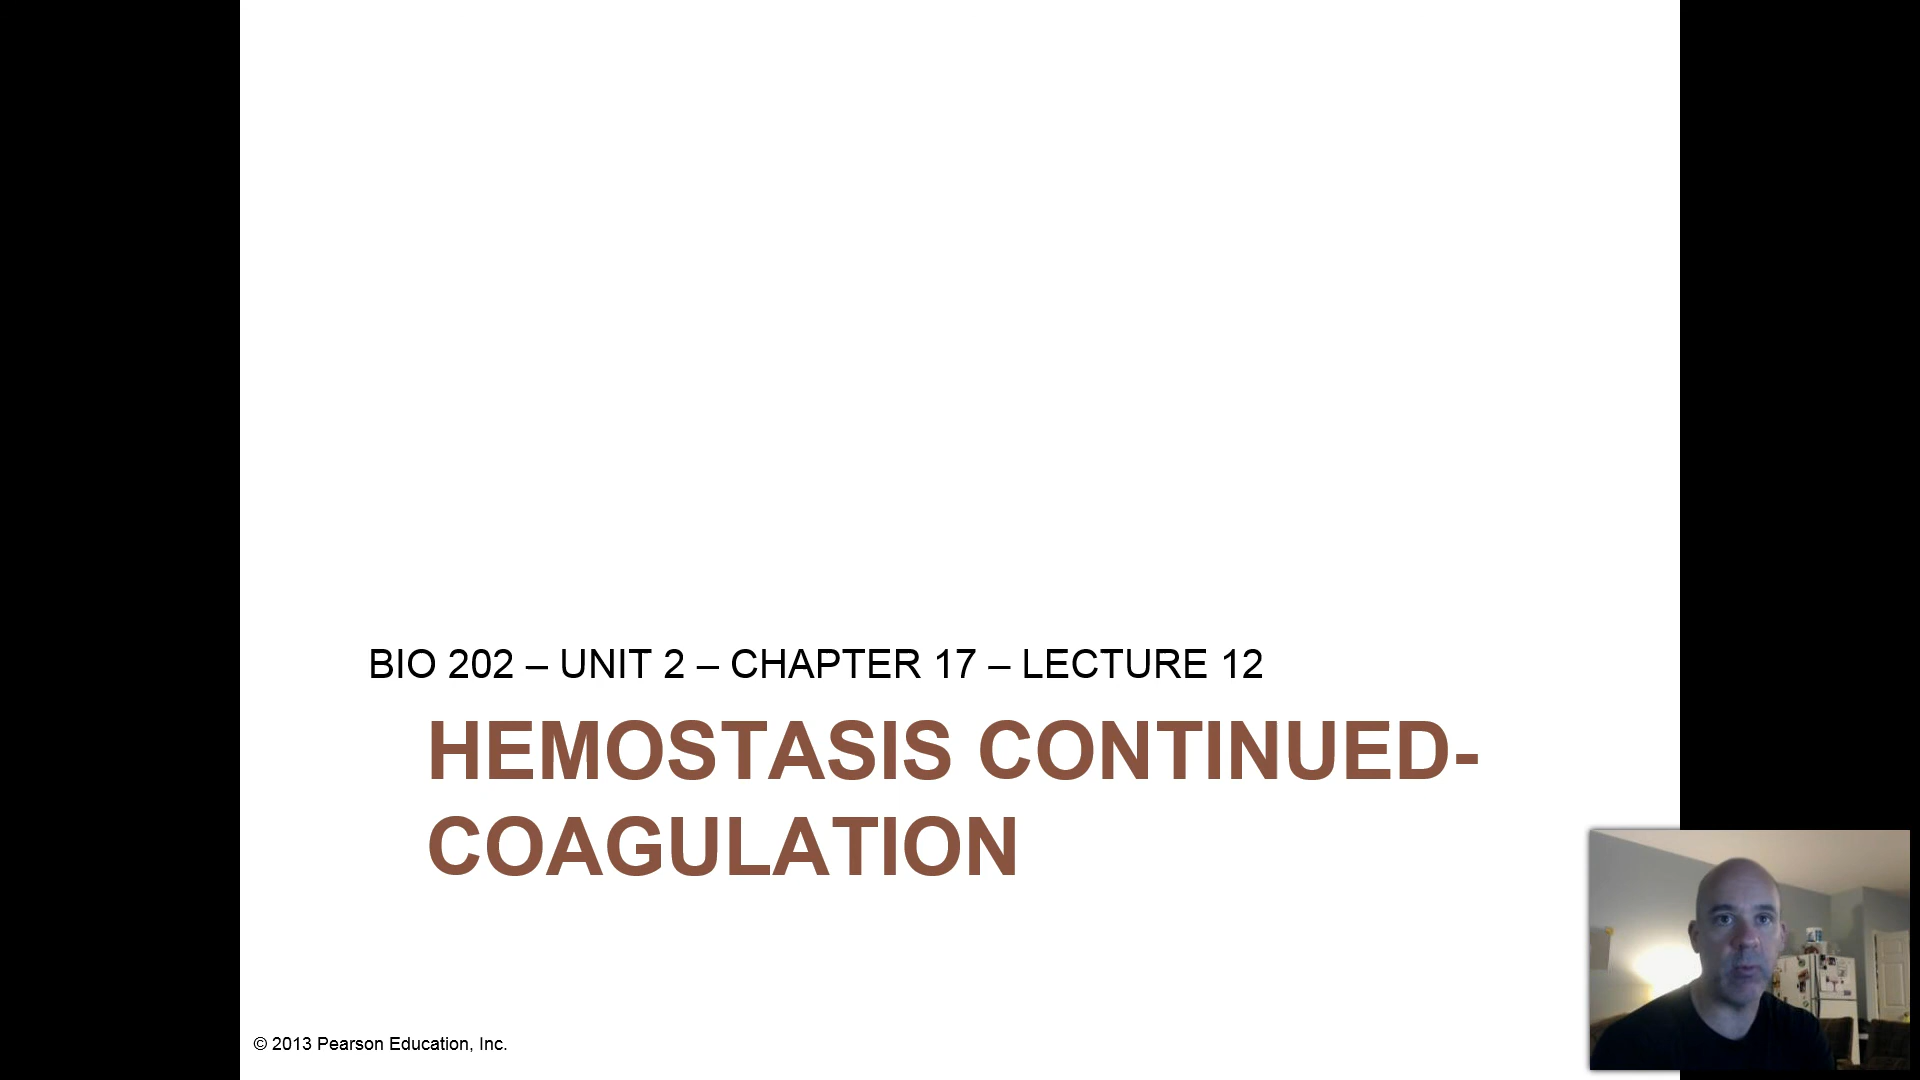 BIO 202 – UNIT 2 – CHAPTER 17 – LECTURE 12
HEMOSTASIS CONTINUED-
COAGULATION
© 2013 Pearson Education, Inc.